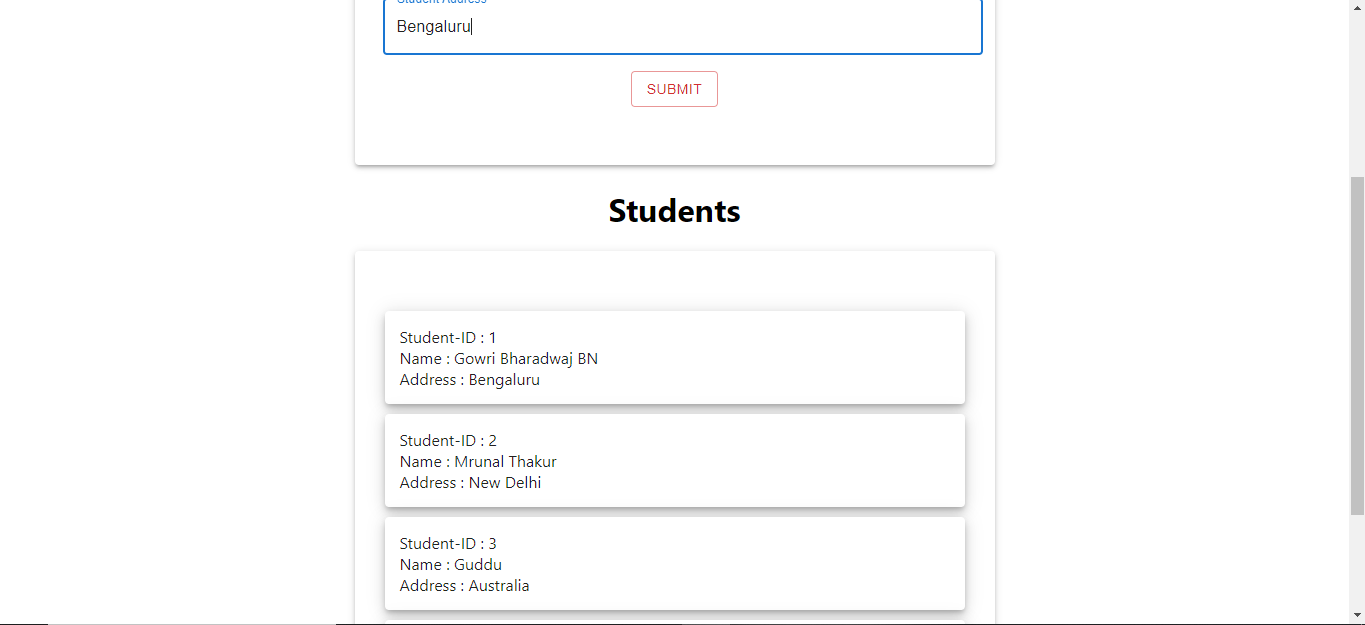 Student Address
Bengaluru
SUBMIT
Students
Student-ID : 1
Name : Gowri Bharadwaj BN
Address : Bengaluru
Student-ID : 2
Name : Mrunal Thakur
Address : New Delhi
Student-ID : 3
Name : Guddu
Address : Australia